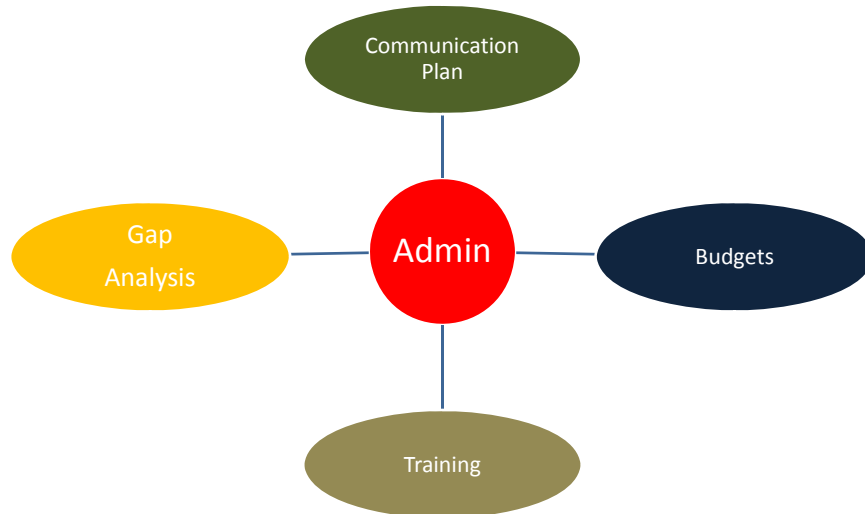 Communication
Plan
Gap
Analysis
Admin
Budgets
Training